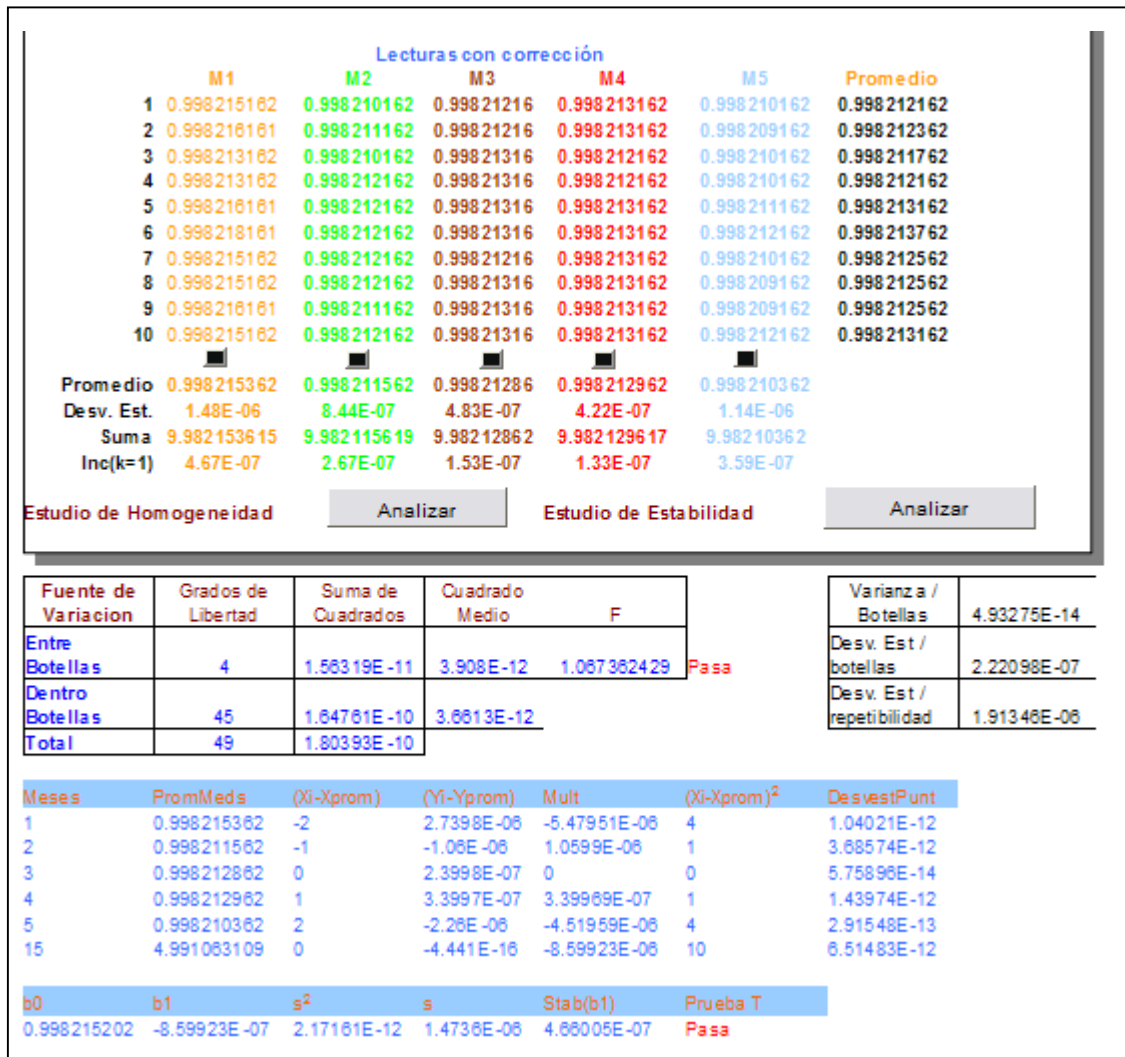 Lecturas con corrección
M1 M2 M3 M4 M5 Promedio
1 0.998215162 0.998210162 0.99821216 0.998213162 0.998210162 0.998212162
2 0.998216161 0.998211162 0.99821216 0.998213162 0.998209162 0.998212362
3 0.998213162 0.998210162 0.99821316 0.998212162 0.998210162 0.998211762
4 0.998213162 0.998212162 0.99821316 0.998212162 0.998210162 0.998212162
5 0.998216161 0.998212162 0.99821316 0.998213162 0.998211162 0.998213162
6 0.998218161 0.998212162 0.99821316 0.998213162 0.998212162 0.998213762
7 0.998215162 0.998212162 0.99821216 0.998213162 0.998210162 0.998212562
8 0.998215162 0.998212162 0.99821316 0.998213162 0.998209162 0.998212562
9 0.998216161 0.998211162 0.99821316 0.998213162 0.998209162 0.998212562
10 0.998215162 0.998212162 0.99821316 0.998213162 0.998212162 0.998213162
Promedio 0.998215362 0.998211562 0.99821286 0.998212962 0.998210362
Desv. Est. 1.48E-06 8.44E-07 4.83E-07 4.22E-07 1.14E-06
Suma 9.982153615 9.982115619 9.98212862 9.982129617 9.98210362
Inc(k=1) 4.67E-07 2.67E-07 1.53E-07 1.33E-07 3.59E-07
Estudio de Homogeneidad Analizar Estudio de Estabilidad Analizar
Fuente de Grados de Suma de Cuadrado
Variacion Libertad Cuadrados Medio F
Entre
Botellas 4 1.56319E-11 3.908E-12 1.067362429 Pasa
Dentro
Botellas 45 1.64761E-10 3.6613E-12
Total 49 1.80393E-10
Varianza /
Botellas 4.93275E-14
Desv. Est /
botellas 2.22098E-07
Desv. Est /
repetibilidad 1.91346E-06
Meses PromMeds (Xi-Xprom) (Yi-Yprom) Mult (Xi-Xprom)² DesvestPunt
1 0.998215362 -2 2.7398E-06 -5.47951E-06 4 1.04021E-12
2 0.998211562 -1 -1.06E-06 1.0599E-06 1 3.68574E-12
3 0.998212862 0 2.3998E-07 0 0 5.75896E-14
4 0.998212962 1 3.3997E-07 3.39969E-07 1 1.43974E-12
5 0.998210362 2 -2.26E-06 -4.51959E-06 4 2.91548E-13
15 4.991063109 0 -4.441E-16 -8.59923E-06 10 6.51483E-12
b0 b1 s² s Stab(b1) Prueba T
0.998215202 -8.59923E-07 2.17161E-12 1.4736E-06 4.66005E-07 Pasa